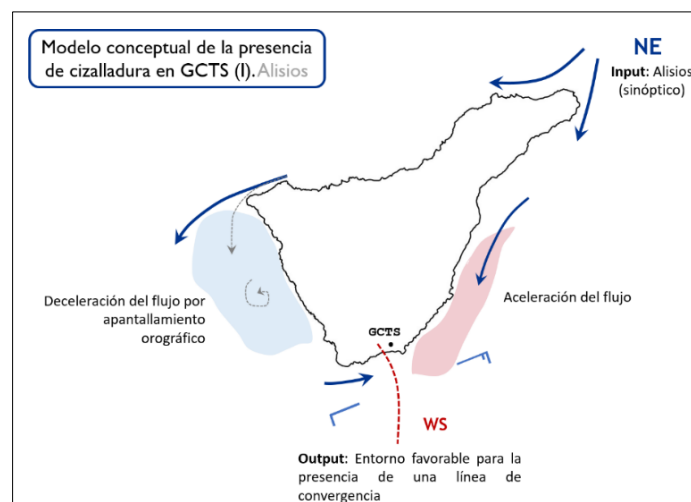 Modelo conceptual de la presencia
de cizalladura en GCTS (I). Alisios
NE
Input: Alisios
(sinóptico)
Deceleración del flujo por
apantallamiento
orográfico
Aceleración del flujo
GCTS
WS
Output: Entorno favorable para la
presencia de una línea de
convergencia